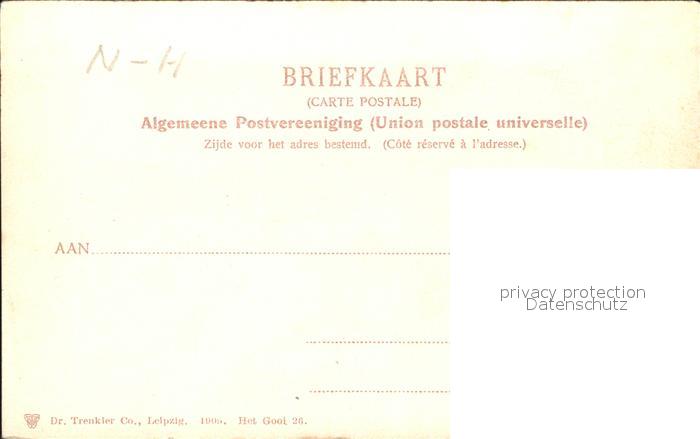 N-H
BRIEFKAART
(CARTE POSTALE)
Algemeene Postvereeniging (Union postale universelle)
Zijde voor het adres bestemd. (Côté réservé à l'adresse.)
AAN
privacy protection
Datenschutz
Dr. Trenkler Co., Leipzig. 1905. Het Gooi 26.